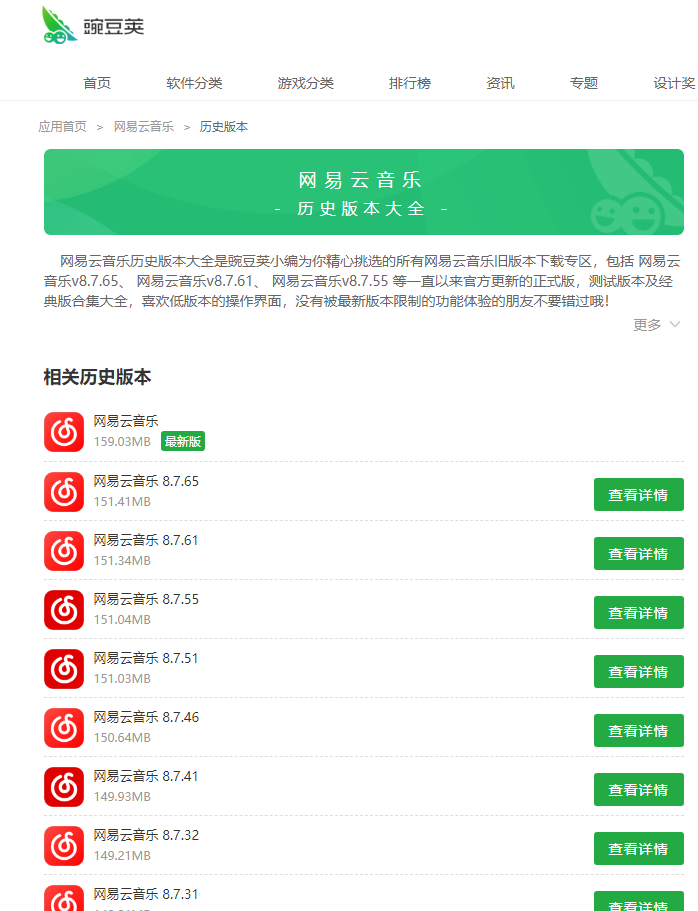 豌豆荚
首页 软件分类 游戏分类 排行榜 资讯 专题 设计奖
应用首页 > 网易云音乐 > 历史版本
网易云音乐
- 历史版本大全 -
网易云音乐历史版本大全是豌豆荚小编为你精心挑选的所有网易云音乐旧版本下载专区，包括 网易云
音乐v8.7.65、 网易云音乐v8.7.61、 网易云音乐v8.7.55 等一直以来官方更新的正式版，测试版本及经
典版合集大全，喜欢低版本的操作界面，没有被最新版本限制的功能体验的朋友不要错过哦！
更多
相关历史版本
网易云音乐
159.03MB 最新版
网易云音乐 8.7.65
151.41MB
查看详情
网易云音乐 8.7.61
151.34MB
查看详情
网易云音乐 8.7.55
151.04MB
查看详情
网易云音乐 8.7.51
151.03MB
查看详情
网易云音乐 8.7.46
150.64MB
查看详情
网易云音乐 8.7.41
149.93MB
查看详情
网易云音乐 8.7.32
149.21MB
查看详情
网易云音乐 8.7.31
查看详情